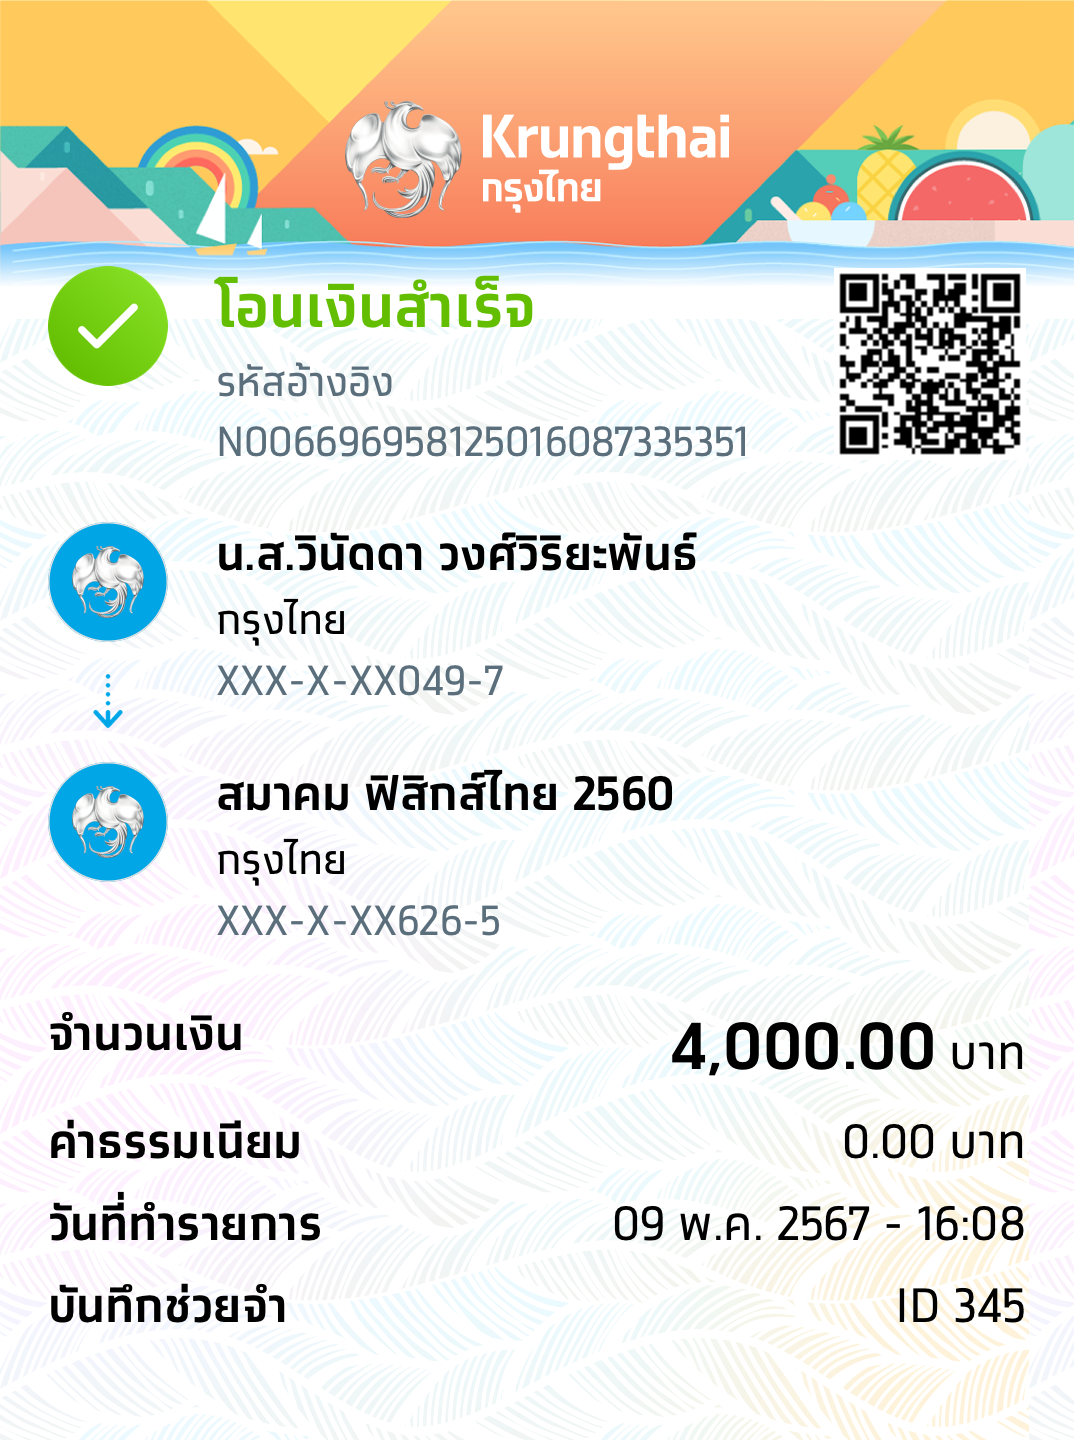 Krungthai
กรุงไทย
โอนเงินสำเร็จ
รหัสอ้างอิง
N00669695812501608733​5351
น.ส.วินัดดา วงศ์วิริยะพันธ์
กรุงไทย
XXX-X-XX049-7
สมาคม ฟิสิกส์ไทย 2560
กรุงไทย
XXX-X-XX626-5
จำนวนเงิน 4,000.00 บาท
ค่าธรรมเนียม 0.00 บาท
วันที่ทำรายการ 09 พ.ค. 2567 - 16:08
บันทึกช่วยจำ ID 345